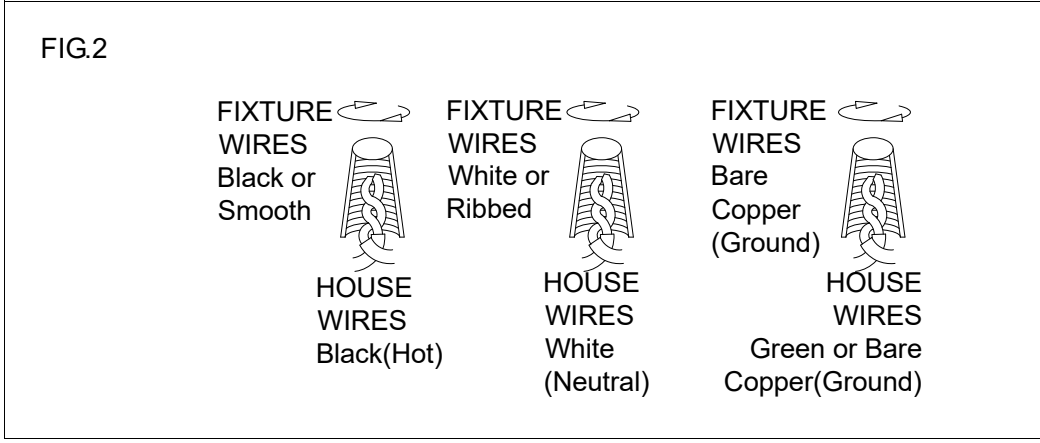 FIG.2
FIXTURE
WIRES
Black or
Smooth
HOUSE
WIRES
Black(Hot)
FIXTURE
WIRES
White or
Ribbed
HOUSE
WIRES
White
(Neutral)
FIXTURE
WIRES
Bare
Copper
(Ground)
HOUSE
WIRES
Green or Bare
Copper(Ground)